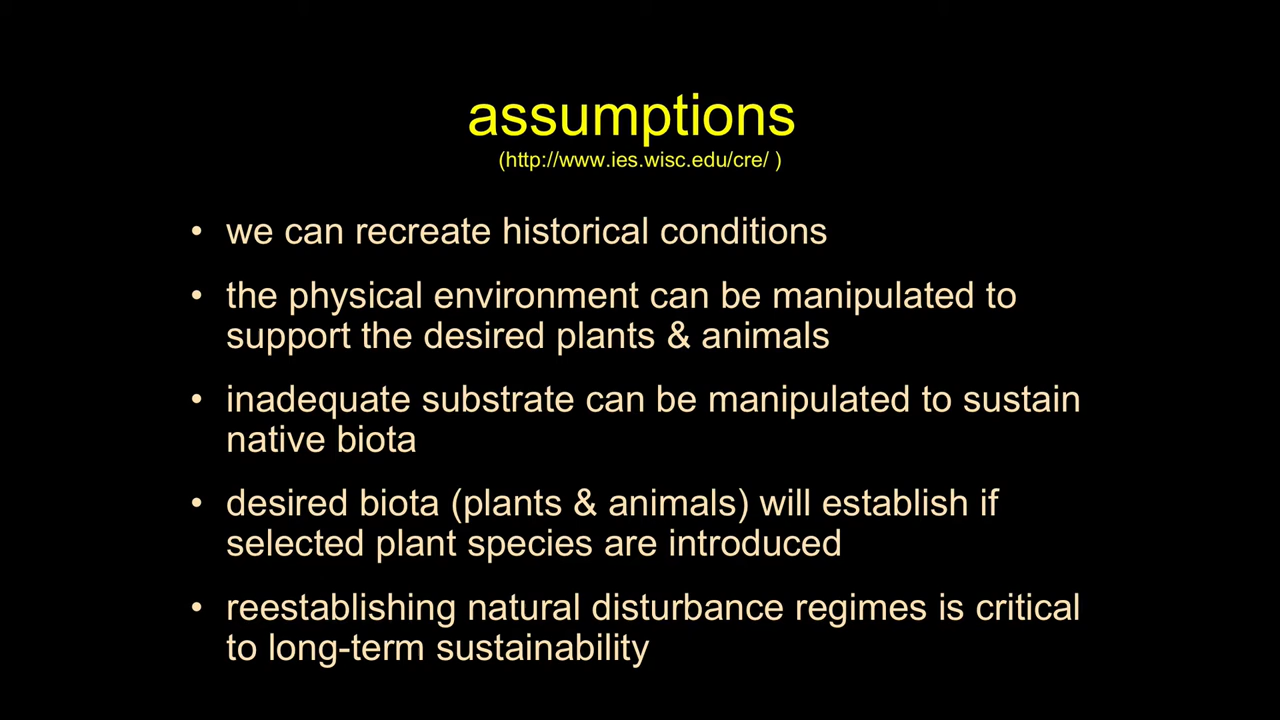 assumptions
(http://www.ies.wisc.edu/cre/ )
• we can recreate historical conditions
• the physical environment can be manipulated to
support the desired plants & animals
• inadequate substrate can be manipulated to sustain
native biota
• desired biota (plants & animals) will establish if
selected plant species are introduced
• reestablishing natural disturbance regimes is critical
to long-term sustainability